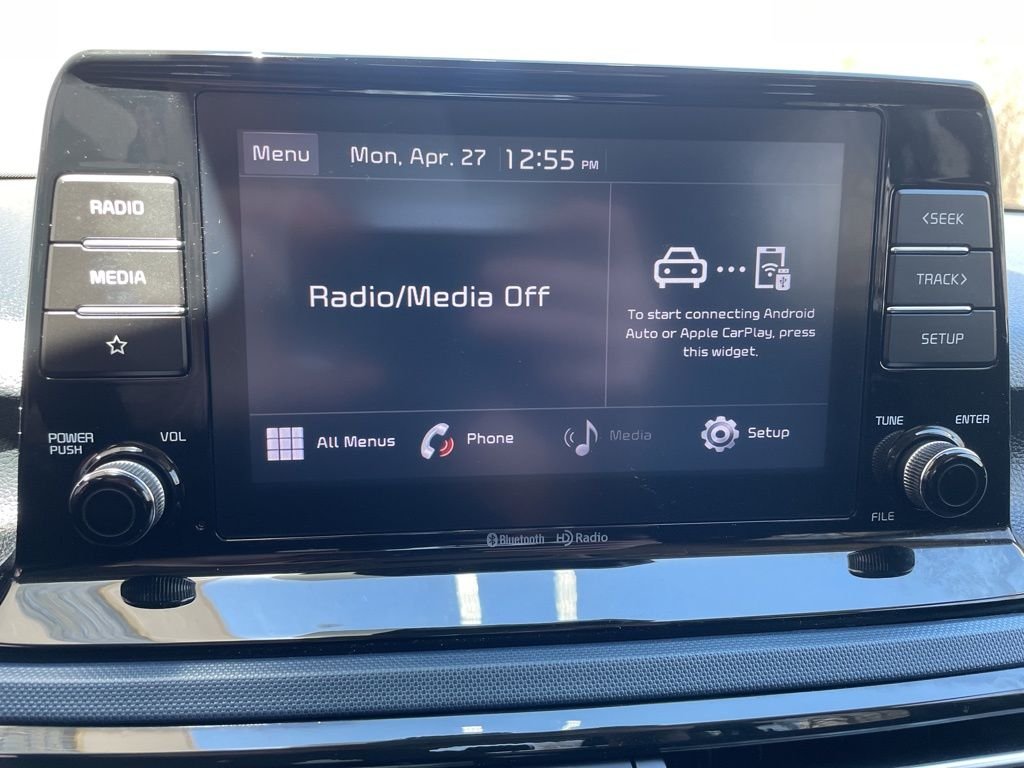 Menu Mon, Apr. 27 12:55 PM
RADIO
MEDIA
Radio/Media Off
To start connecting Android
Auto or Apple CarPlay, press
this widget.
<SEEK
TRACK>
SETUP
All Menus Phone Media Setup
POWER
PUSH
VOL
TUNE
ENTER
FILE
Bluetooth HD Radio